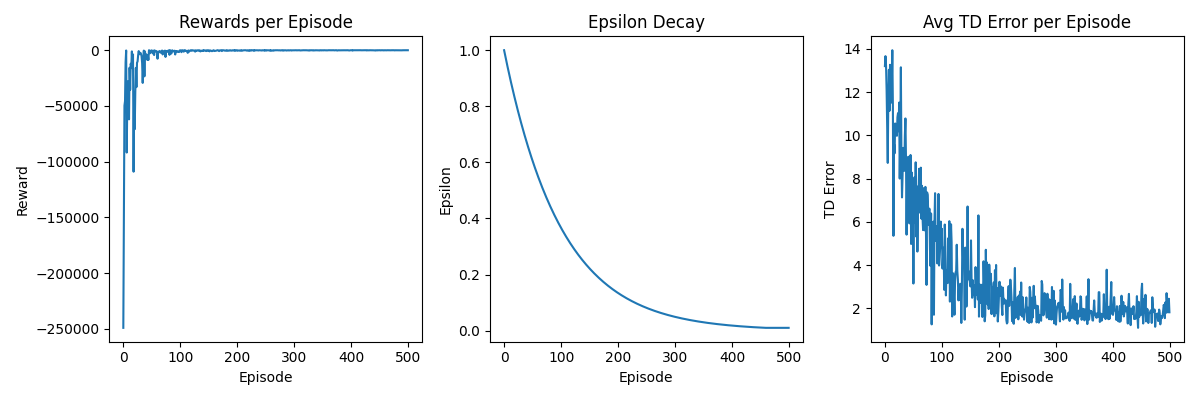 Rewards per Episode
Reward
0
−50000
−100000
−150000
−200000
−250000
0 100 200 300 400 500
Episode
Epsilon Decay
Epsilon
1.0
0.8
0.6
0.4
0.2
0.0
0 100 200 300 400 500
Episode
Avg TD Error per Episode
TD Error
14
12
10
8
6
4
2
0 100 200 300 400 500
Episode